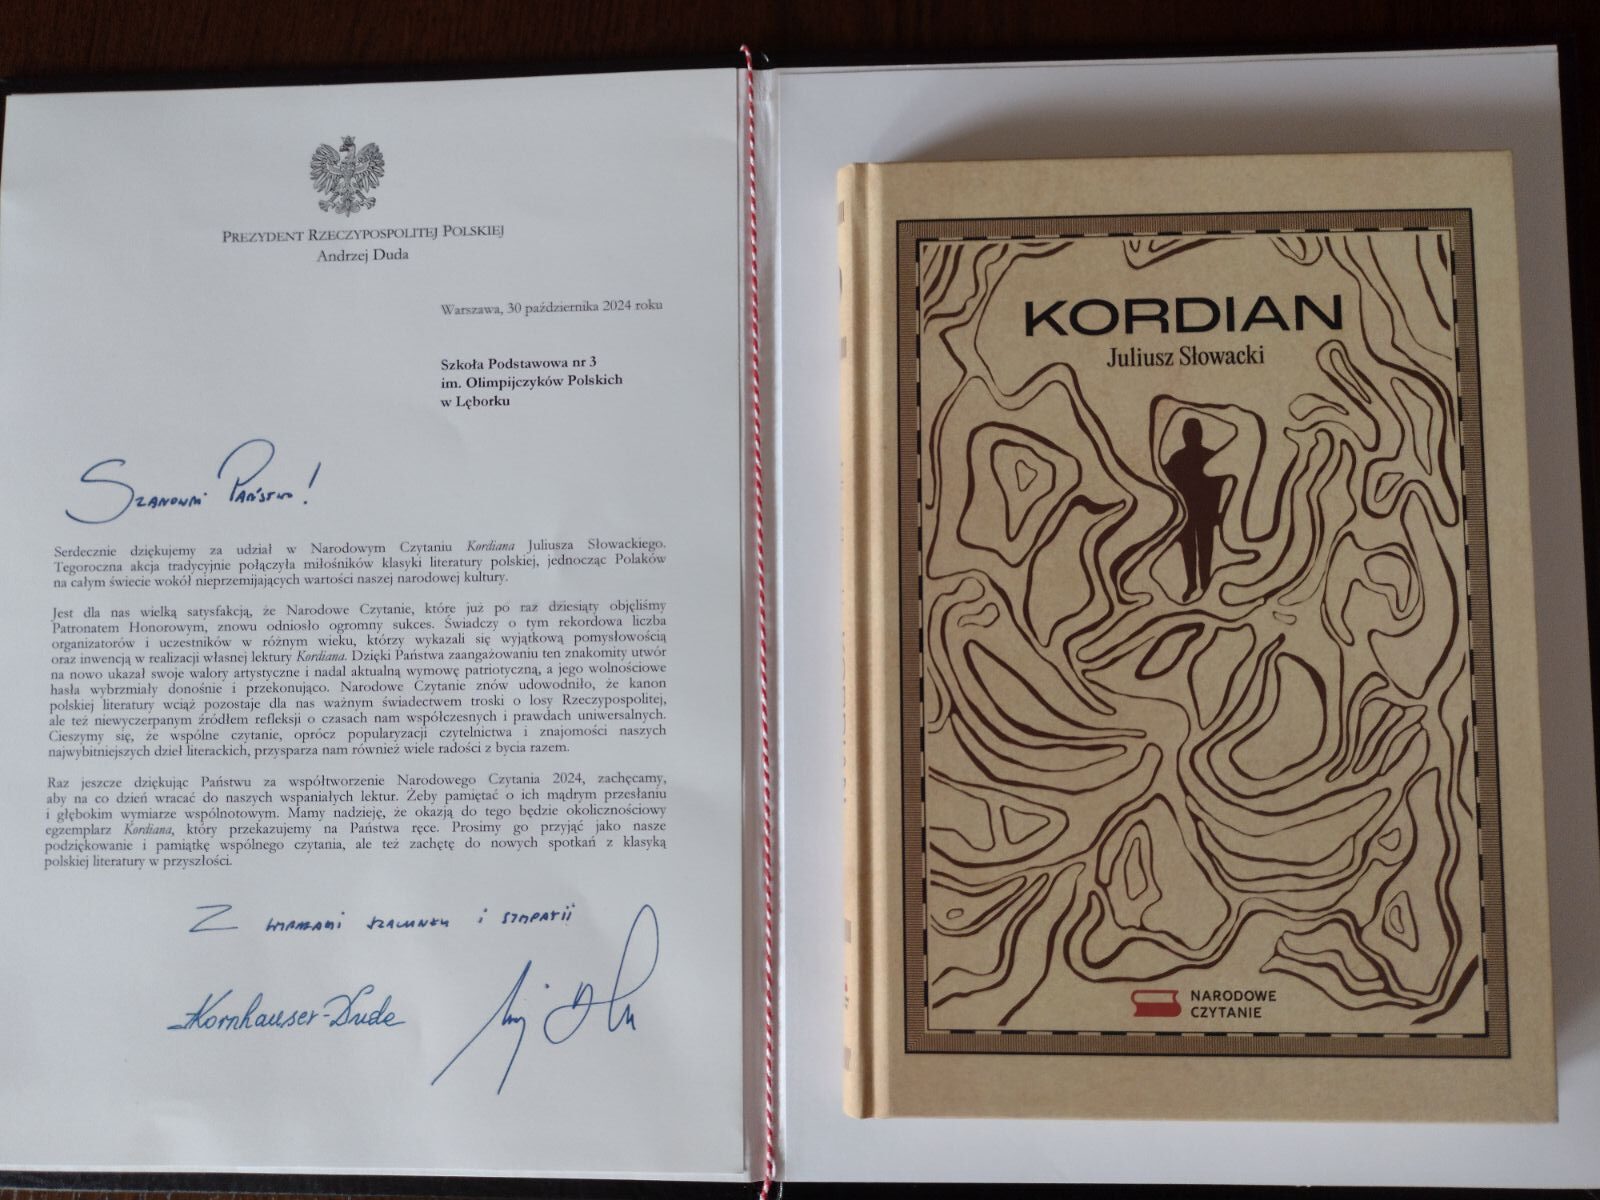 PREZYDENT RZECZYPOSPOLITEJ POLSKIEJ
Andrzej Duda
Warszawa, 30 października 2024 roku
Szkoła Podstawowa nr 3
im. Olimpijczyków Polskich
w Lęborku
Szanowni Państwo!
Serdecznie dziękujemy za udział w Narodowym Czytaniu Kordiana Juliusza Słowackiego.
Tegoroczna akcja tradycyjnie połączyła miłośników klasyki literatury polskiej, jednocząc Polaków
na całym świecie wokół nieprzemijających wartości naszej narodowej kultury.
Jest dla nas wielką satysfakcją, że Narodowe Czytanie, które już po raz dziesiąty objęliśmy
Patronatem Honorowym, znowu odniosło ogromny sukces. Świadczy o tym rekordowa liczba
organizatorów i uczestników w różnym wieku, którzy wykazali się wyjątkową pomysłowością
oraz inwencją w realizacji własnej lektury Kordiana. Dzięki Państwa zaangażowaniu ten znakomity utwór
na nowo ukazał swoje walory artystyczne i nadal aktualną wymowę patriotyczną, a jego wolnościowe
hasła wybrzmiały donośnie i przekonująco. Narodowe Czytanie znów udowodniło, że kanon
polskiej literatury wciąż pozostaje dla nas ważnym świadectwem troski o losy Rzeczypospolitej,
ale też niewyczerpanym źródłem refleksji o czasach nam współczesnych i prawdach uniwersalnych.
Cieszymy się, że wspólne czytanie, oprócz popularyzacji czytelnictwa i znajomości naszych
najwybitniejszych dzieł literackich, przysparza nam również wiele radości z bycia razem.
Raz jeszcze dziękując Państwu za współtworzenie Narodowego Czytania 2024, zachęcamy,
aby na co dzień wracać do naszych wspaniałych lektur. Żeby pamiętać o ich mądrym przesłaniu
i głębokim wymiarze wspólnotowym. Mamy nadzieję, że okazją do tego będzie okolicznościowy
egzemplarz Kordiana, który przekazujemy na Państwa ręce. Prosimy go przyjąć jako nasze
podziękowanie i pamiątkę wspólnego czytania, ale też zachętę do nowych spotkań z klasyką
polskiej literatury w przyszłości.
Z wyrazami szacunku i sympatii
Kornhauser-Duda
KORDIAN
Juliusz Słowacki
NARODOWE
CZYTANIE